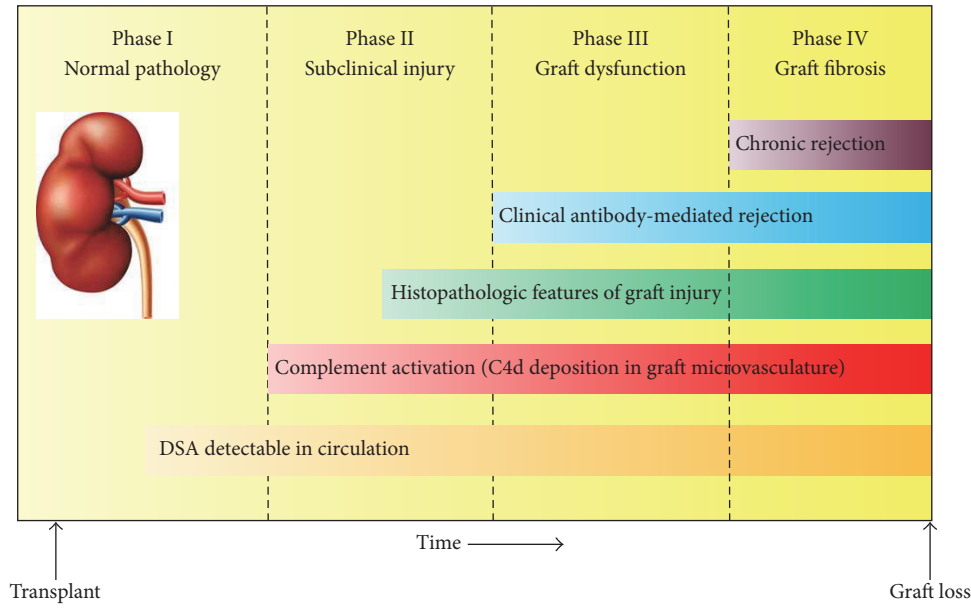 Phase I
Normal pathology
Phase II
Subclinical injury
Phase III
Graft dysfunction
Phase IV
Graft fibrosis
Chronic rejection
Clinical antibody-mediated rejection
Histopathologic features of graft injury
Complement activation (C4d deposition in graft microvasculature)
DSA detectable in circulation
Time
Transplant
Graft loss